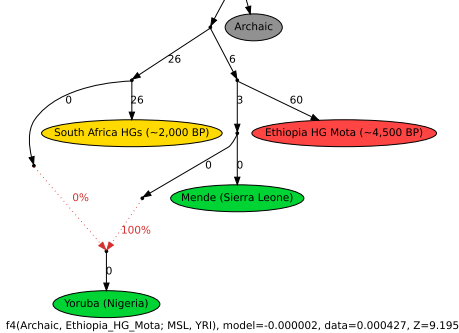 Archaic
26
6
0
26
3
60
South Africa HGs (~2,000 BP)
Ethiopia HG Mota (~4,500 BP)
0
0
Mende (Sierra Leone)
0%
100%
0
Yoruba (Nigeria)
f4(Archaic, Ethiopia_HG_Mota; MSL, YRI), model=-0.000002, data=0.000427, Z=9.195